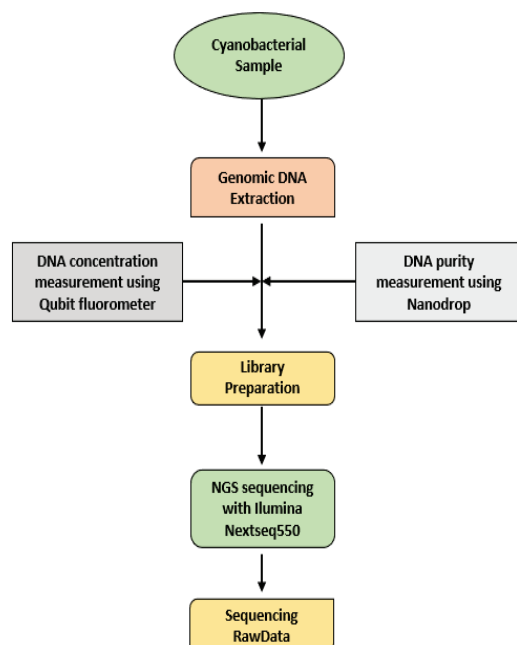 Cyanobacterial
Sample
Genomic DNA
Extraction
DNA concentration
measurement using
Qubit fluorometer
DNA purity
measurement using
Nanodrop
Library
Preparation
NGS sequencing
with Ilumina
Nextseq550
Sequencing
RawData